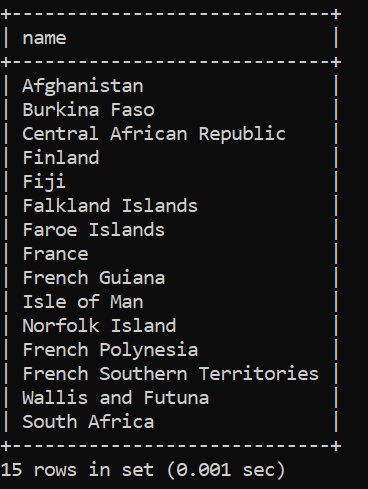 +------------------------------+
| name                         |
+------------------------------+
| Afghanistan                  |
| Burkina Faso                 |
| Central African Republic     |
| Finland                      |
| Fiji                         |
| Falkland Islands             |
| Faroe Islands                |
| France                       |
| French Guiana                |
| Isle of Man                  |
| Norfolk Island               |
| French Polynesia             |
| French Southern Territories  |
| Wallis and Futuna            |
| South Africa                 |
+------------------------------+
15 rows in set (0.001 sec)